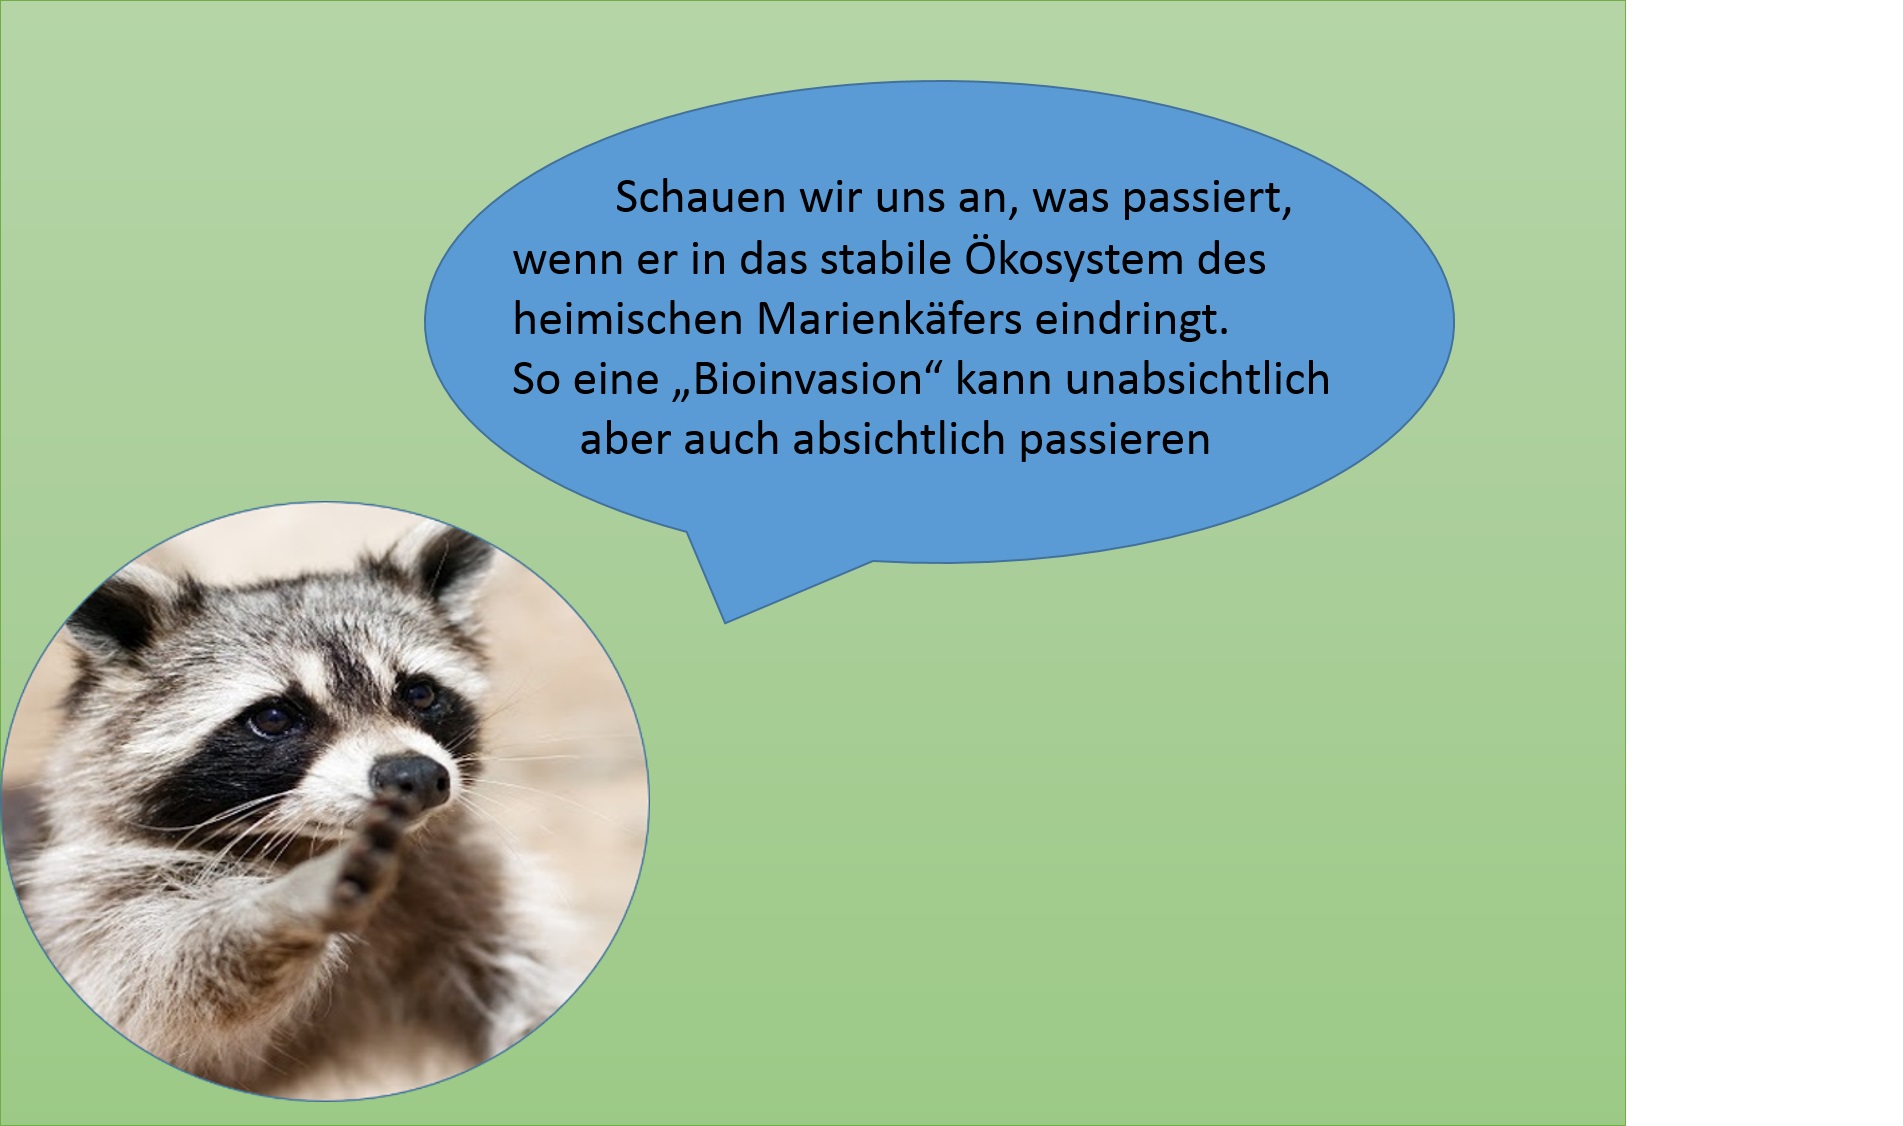 Schauen wir uns an, was passiert,
wenn er in das stabile Ökosystem des
heimischen Marienkäfers eindringt.
So eine „Bioinvasion“ kann unabsichtlich
aber auch absichtlich passieren